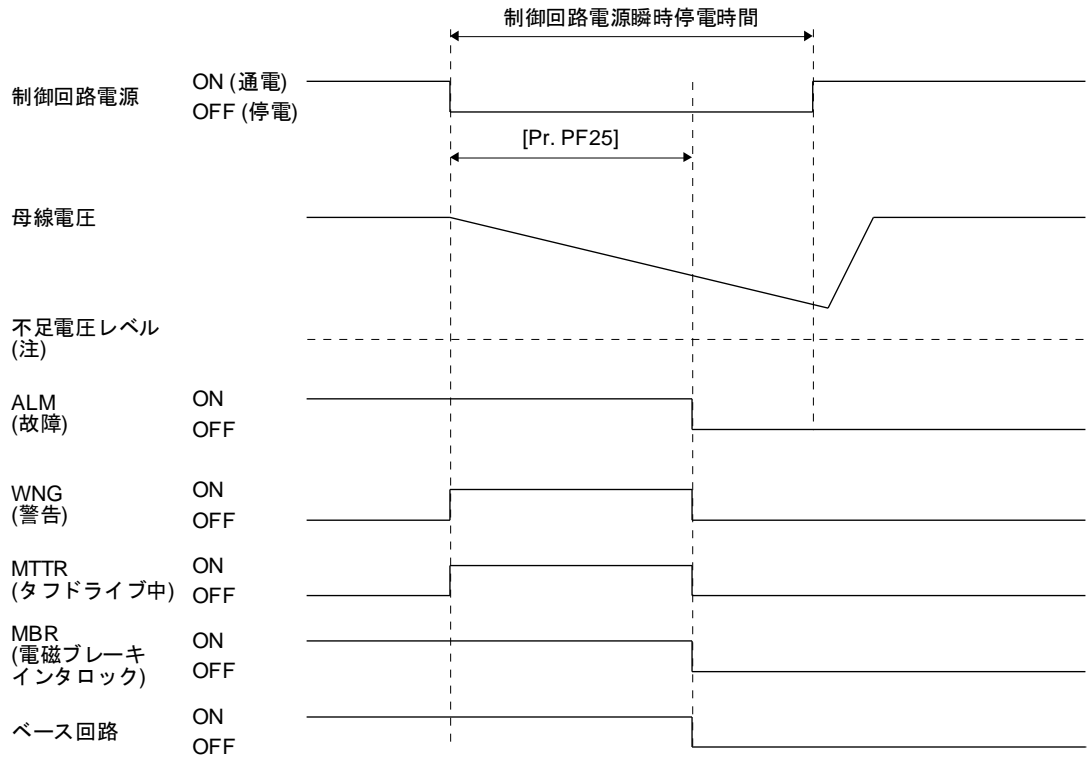 制御回路電源瞬時停電時間
制御回路電源
ON (通電)
OFF (停電)
[Pr. PF25]
母線電圧
不足電圧レベル
(注)
ALM
(故障)
ON
OFF
WNG
(警告)
ON
OFF
MTTR
(タフドライブ中)
ON
OFF
MBR
(電磁ブレーキ
インタロック)
ON
OFF
ベース回路
ON
OFF